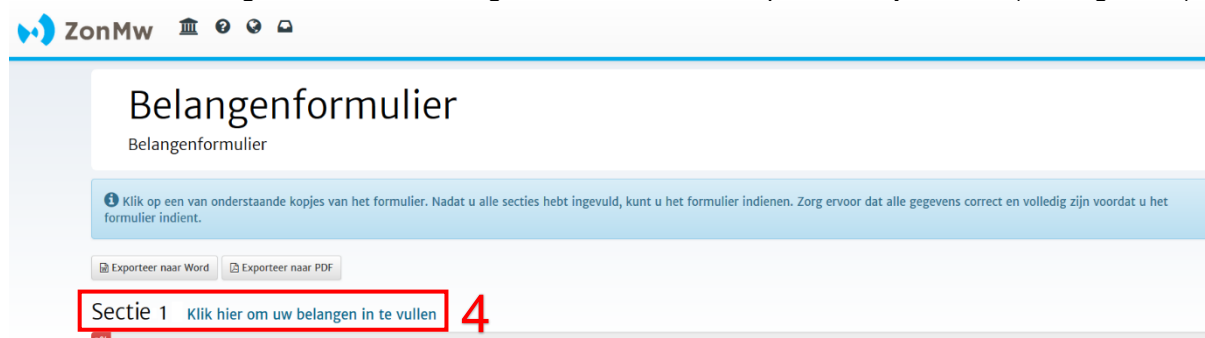 ZonMw
Belangenformulier
Belangenformulier
Klik op een van onderstaande kopjes van het formulier. Nadat u alle secties hebt ingevuld, kunt u het formulier indienen. Zorg ervoor dat alle gegevens correct en volledig zijn voordat u het
formulier indient.
Exporteer naar Word Exporteer naar PDF
Sectie 1 Klik hier om uw belangen in te vullen 4